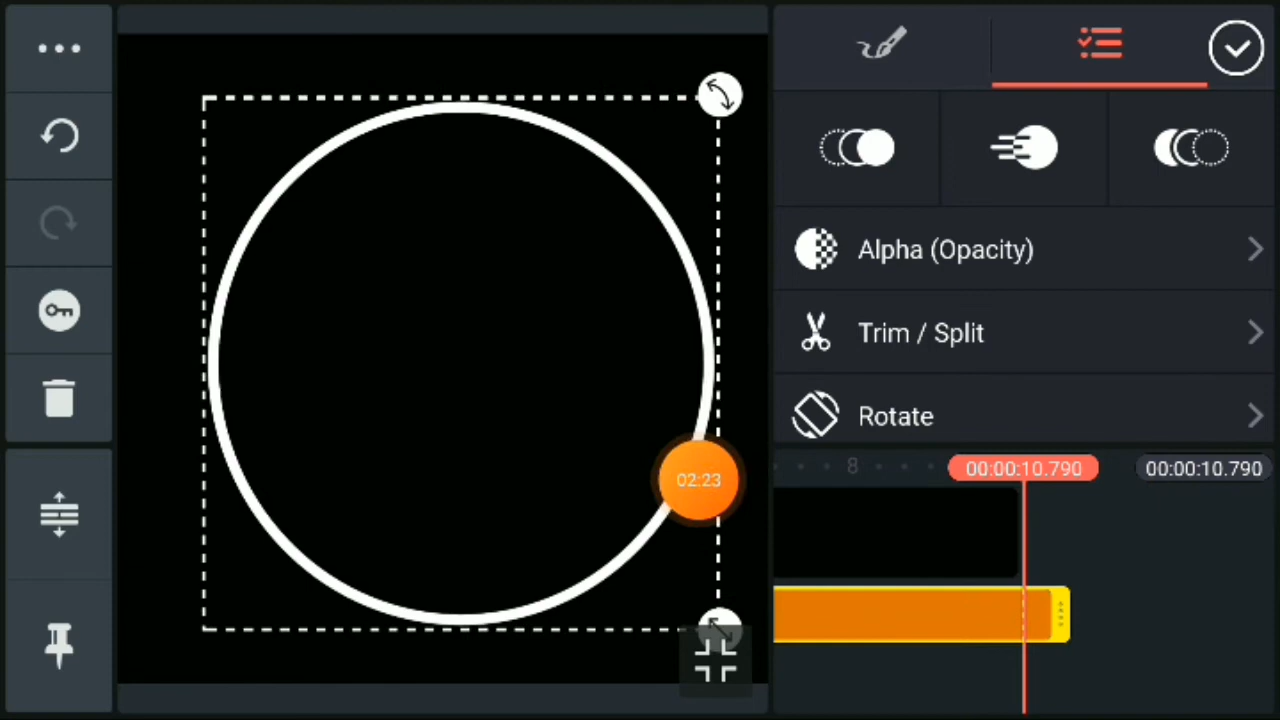 Alpha (Opacity)
Trim / Split
Rotate
8
00:00:10.790
00:00:10.790
02:23